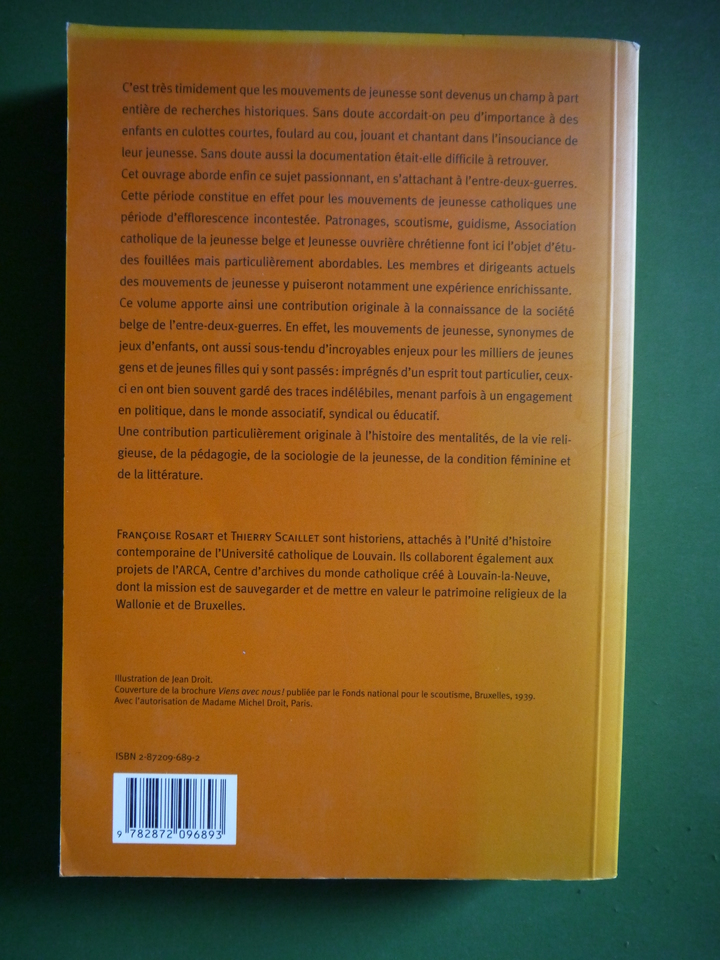 C'est très timidement que les mouvements de jeunesse sont devenus un champ à part
entière de recherches historiques. Sans doute accordait-on peu d'importance à des
enfants en culottes courtes, foulard au cou, jouant et chantant dans l'insouciance de
leur jeunesse. Sans doute aussi la documentation était-elle difficile à retrouver.
Cet ouvrage aborde enfin ce sujet passionnant, en s'attachant à l'entre-deux-guerres.
Cette période constitue en effet pour les mouvements de jeunesse catholiques une
période d'efflorescence incontestée. Patronages, scoutisme, guidisme, Association
catholique de la jeunesse belge et Jeunesse ouvrière chrétienne font ici l'objet d'étu-
des fouillées mais particulièrement abordables. Les membres et dirigeants actuels
des mouvements de jeunesse y puiseront notamment une expérience enrichissante.
Ce volume apporte ainsi une contribution originale à la connaissance de la société
belge de l'entre-deux-guerres. En effet, les mouvements de jeunesse, synonymes de
jeux d'enfants, ont aussi sous-tendu d'incroyables enjeux pour les milliers de jeunes
gens et de jeunes filles qui y sont passés : imprégnés d'un esprit tout particulier, ceux-
ci en ont bien souvent gardé des traces indélébiles, menant parfois à un engagement
en politique, dans le monde associatif, syndical ou éducatif.
Une contribution particulièrement originale à l'histoire des mentalités, de la vie reli-
gieuse, de la pédagogie, de la sociologie de la jeunesse, de la condition féminine et
de la littérature.
FRANÇOISE ROSART et THIERRY SCAILLET sont historiens, attachés à l'Unité d'histoire
contemporaine de l'Université catholique de Louvain. Ils collaborent également aux
projets de l'ARCA, Centre d'archives du monde catholique créé à Louvain-la-Neuve,
dont la mission est de sauvegarder et de mettre en valeur le patrimoine religieux de la
Wallonie et de Bruxelles.
Illustration de Jean Droit.
Couverture de la brochure Viens avec nous ! publiée par le Fonds national pour le scoutisme, Bruxelles, 1939.
Avec l'autorisation de Madame Michel Droit, Paris.
ISBN 2-87209-689-2
9 782872 096893